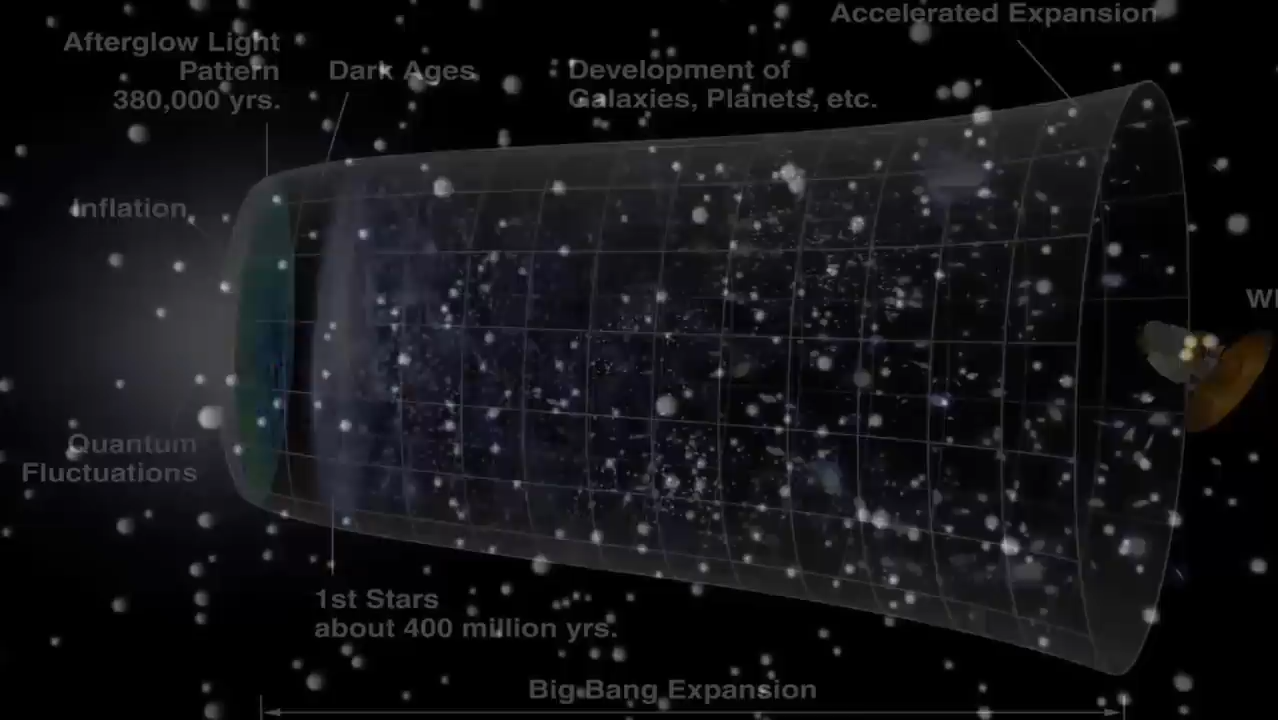 Accelerated Expansion
Afterglow Light
Pattern
380,000 yrs.
Dark Ages
Development of
Galaxies, Planets, etc.
Inflation
Quantum
Fluctuations
1st Stars
about 400 million yrs.
Big Bang Expansion